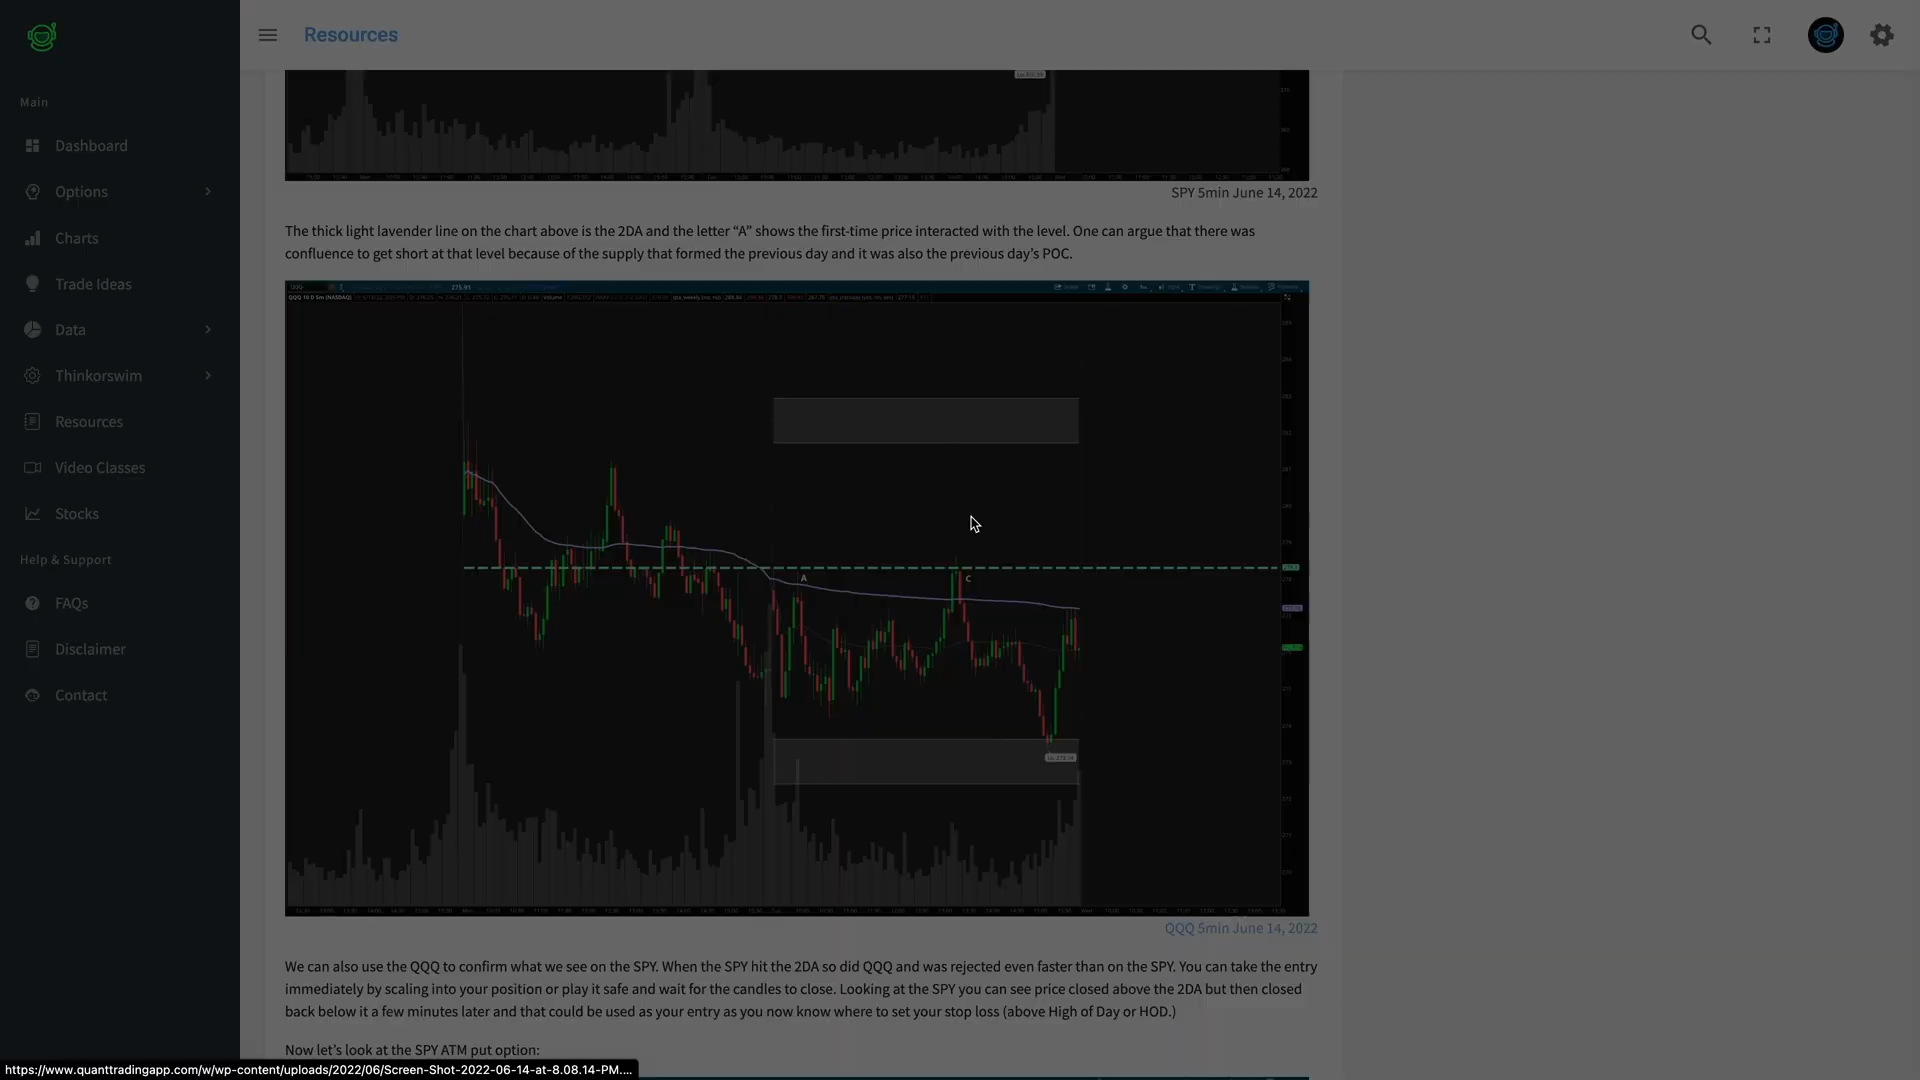 Resources
Main
Dashboard
Options
Charts
Trade Ideas
Data
Thinkorswim
Resources
Video Classes
Stocks
Help & Support
FAQs
Disclaimer
Contact
SPY 5min June 14, 2022
The thick light lavender line on the chart above is the 2DA and the letter “A” shows the first-time price interacted with the level. One can argue that there was
confluence to get short at that level because of the supply that formed the previous day and it was also the previous day’s POC.
QQQ
275.91
A
C
QQQ 5min June 14, 2022
We can also use the QQQ to confirm what we see on the SPY. When the SPY hit the 2DA so did QQQ and was rejected even faster than on the SPY. You can take the entry
immediately by scaling into your position or play it safe and wait for the candles to close. Looking at the SPY you can see price closed above the 2DA but then closed
back below it a few minutes later and that could be used as your entry as you now know where to set your stop loss (above High of Day or HOD.)
Now let’s look at the SPY ATM put option:
https://www.quanttradingapp.com/w/wp-content/uploads/2022/06/Screen-Shot-2022-06-14-at-8.08.14-PM....